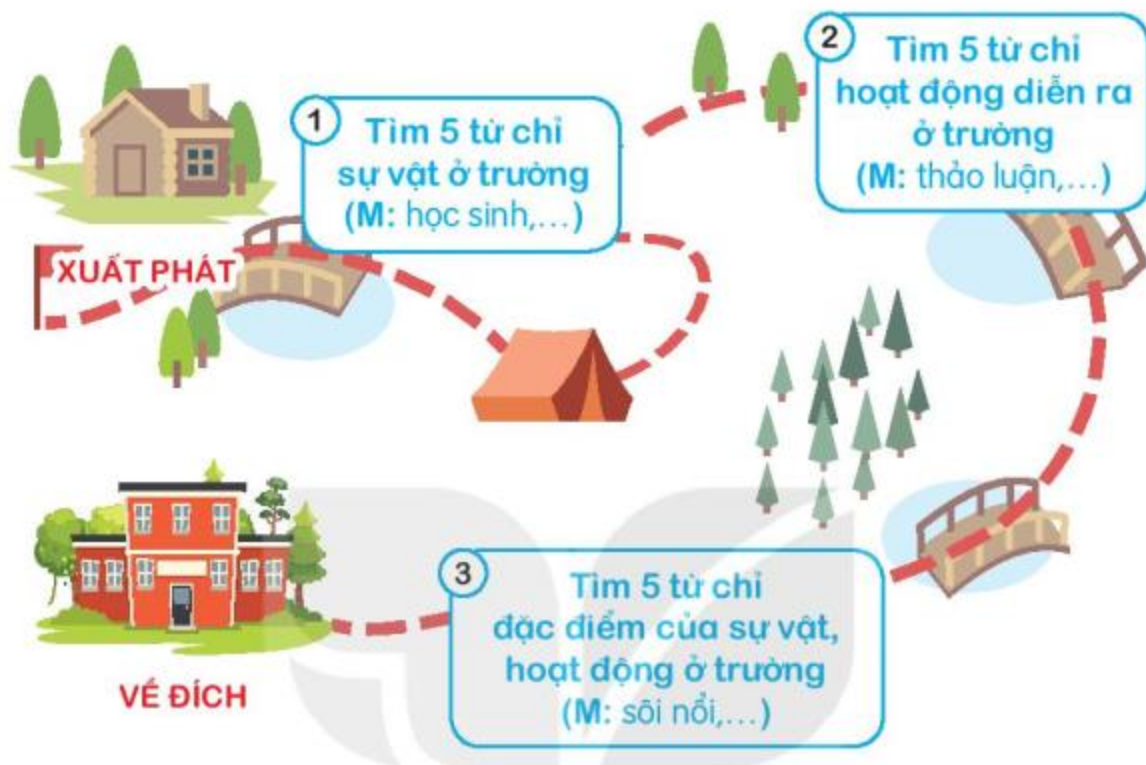 XUẤT PHÁT
1
Tìm 5 từ chỉ
sự vật ở trường
(M: học sinh,...)
2
Tìm 5 từ chỉ
hoạt động diễn ra
ở trường
(M: thảo luận,...)
3
Tìm 5 từ chỉ
đặc điểm của sự vật,
hoạt động ở trường
(M: sôi nổi,...)
VỀ ĐÍCH